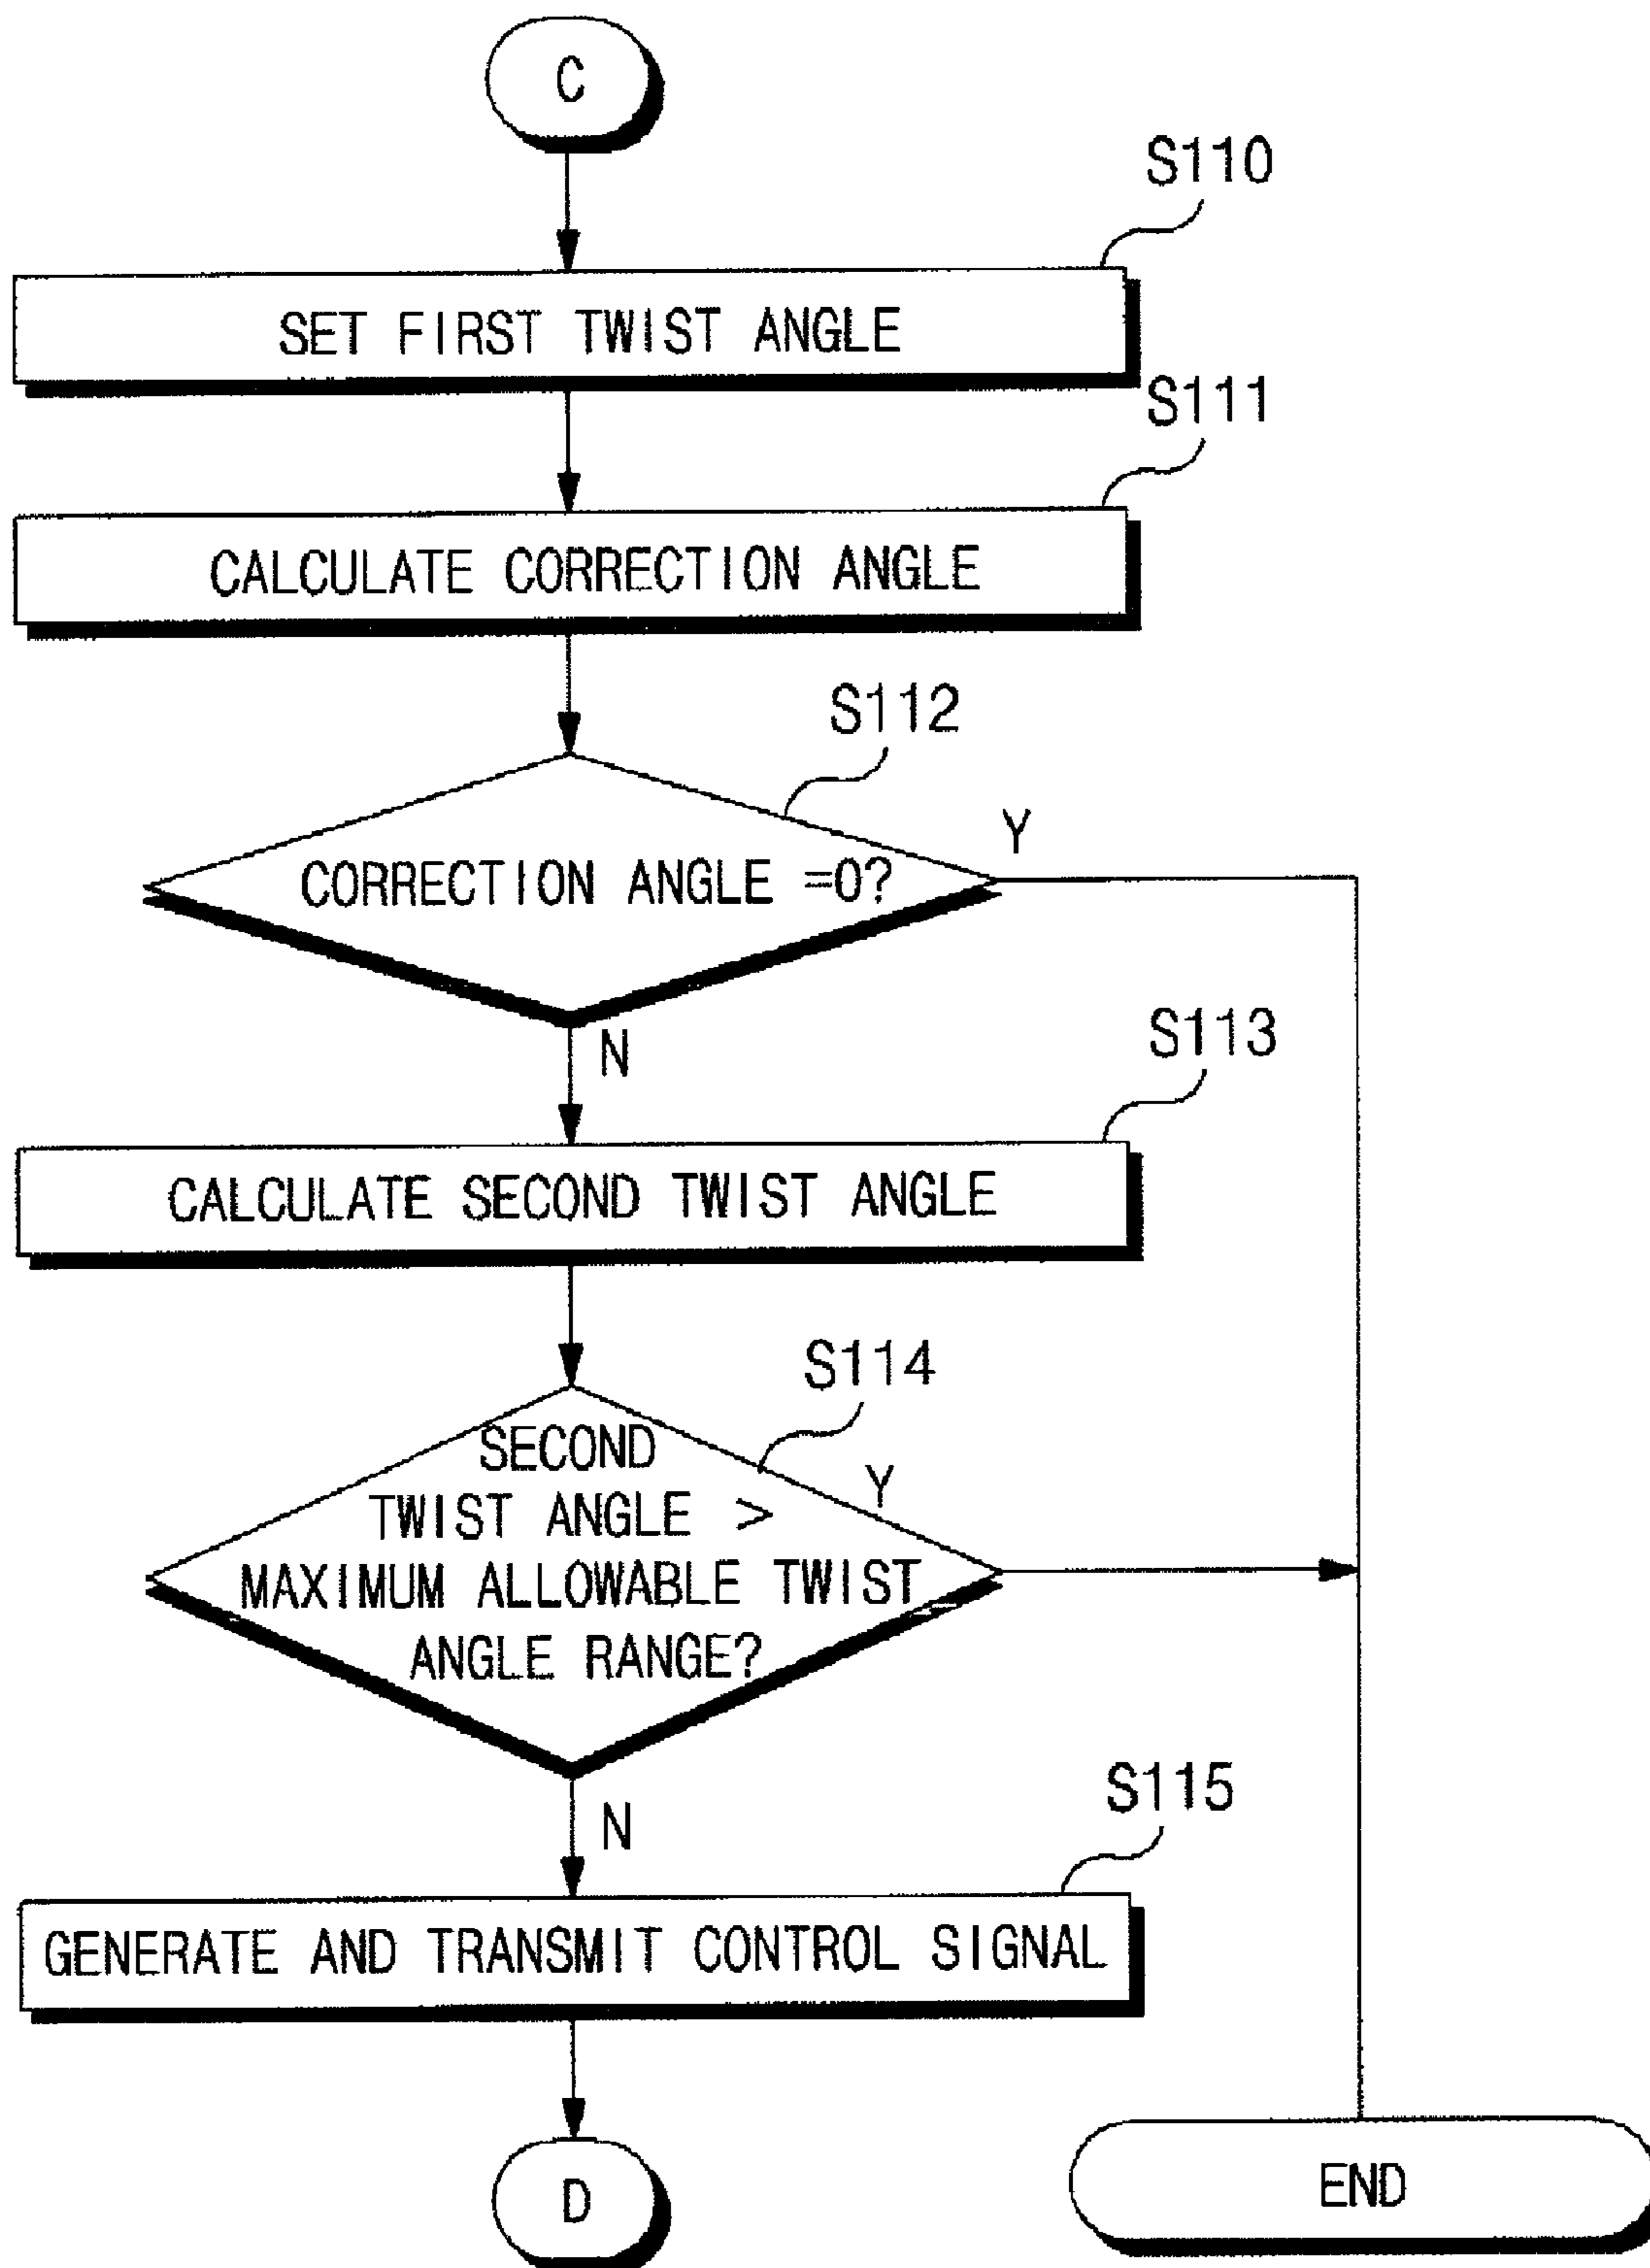 C
S110
SET FIRST TWIST ANGLE
S111
CALCULATE CORRECTION ANGLE
S112
CORRECTION ANGLE =0?
Y
N
S113
CALCULATE SECOND TWIST ANGLE
S114
SECOND
TWIST ANGLE >
MAXIMUM ALLOWABLE TWIST
ANGLE RANGE?
Y
N
S115
GENERATE AND TRANSMIT CONTROL SIGNAL
D
END